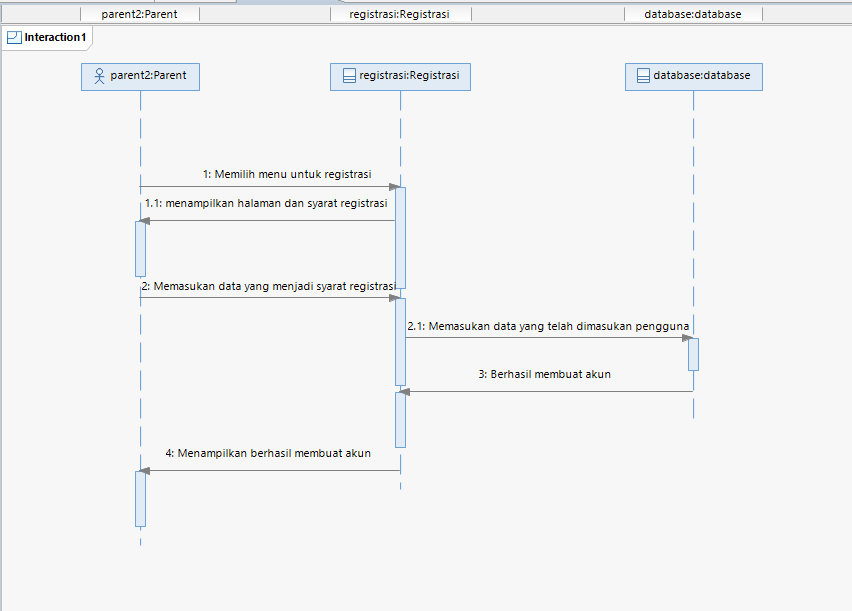 parent2:Parent registrasi:Registrasi database:database
Interaction1
parent2:Parent registrasi:Registrasi database:database
1: Memilih menu untuk registrasi
1.1: menampilkan halaman dan syarat registrasi
2: Memasukan data yang menjadi syarat registrasi
2.1: Memasukan data yang telah dimasukan pengguna
3: Berhasil membuat akun
4: Menampilkan berhasil membuat akun